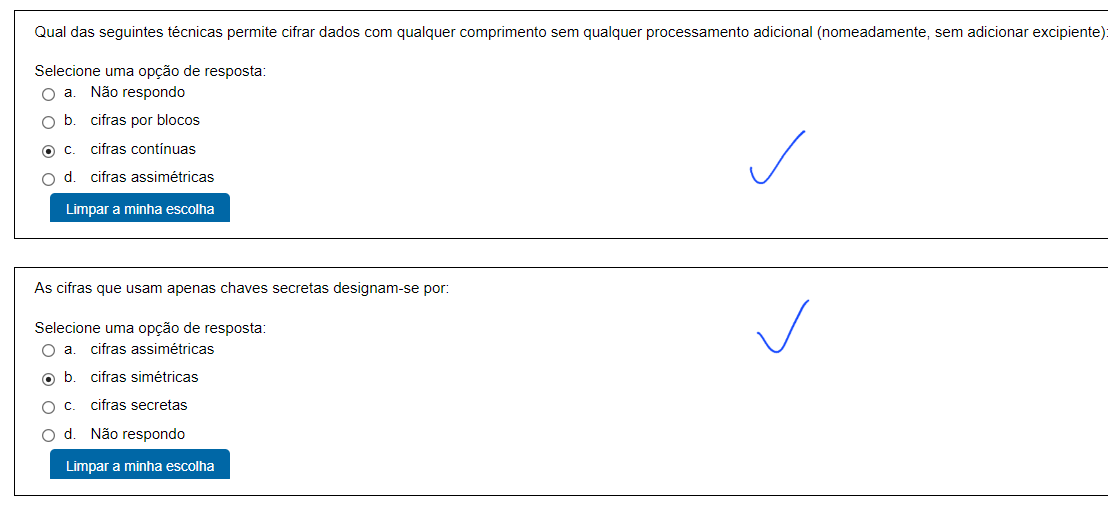 Qual das seguintes técnicas permite cifrar dados com qualquer comprimento sem qualquer processamento adicional (nomeadamente, sem adicionar excipiente):
Selecione uma opção de resposta:
a. Não respondo
b. cifras por blocos
c. cifras contínuas
d. cifras assimétricas
Limpar a minha escolha
As cifras que usam apenas chaves secretas designam-se por:
Selecione uma opção de resposta:
a. cifras assimétricas
b. cifras simétricas
c. cifras secretas
d. Não respondo
Limpar a minha escolha